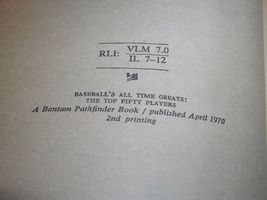 RLI: VLM 7.0
IL 7–12
BASEBALL'S ALL TIME GREATS:
THE TOP FIFTY PLAYERS
A Bantam Pathfinder Book / published April 1970
2nd printing